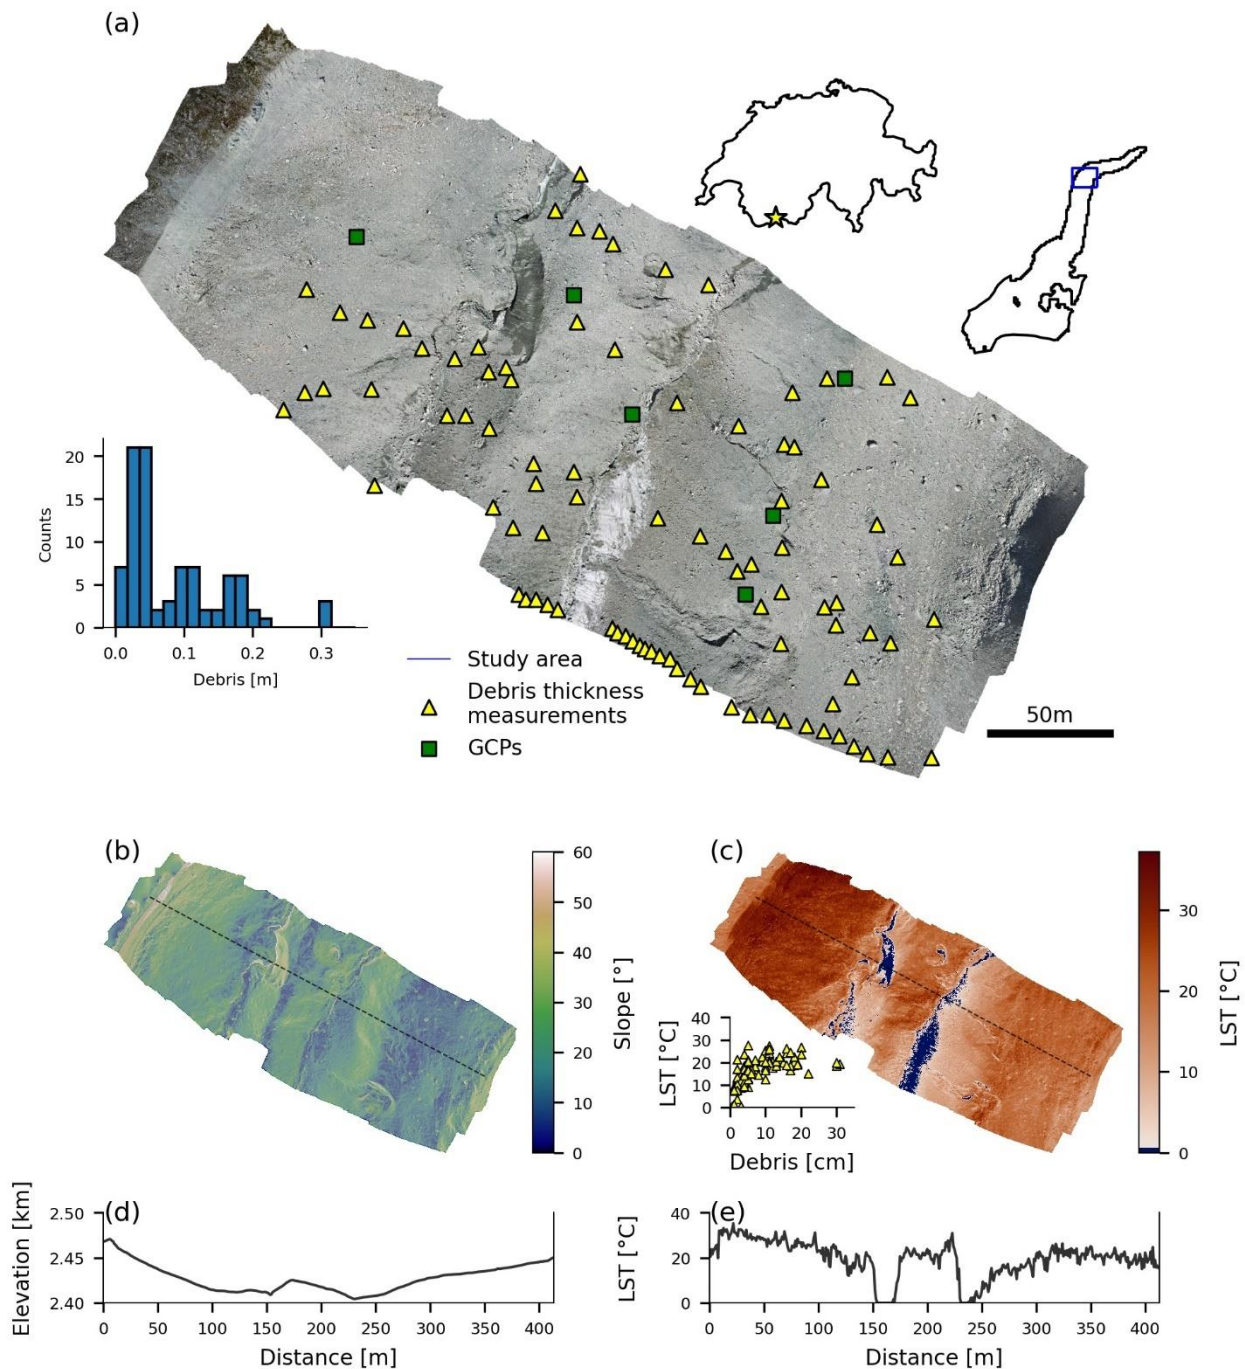 (a)
20
15
10
5
0
Counts
0.0 0.1 0.2 0.3
Debris [m]
Study area
Debris thickness
measurements
GCPs
50m
(b)
60
50
40
30
20
10
0
Slope [°]
(c)
30
20
10
0
LST [°C]
40
30
20
10
0
LST [°C]
0 10 20 30
Debris [cm]
(d)
2.50
2.45
2.40
Elevation [km]
0 50 100 150 200 250 300 350 400
Distance [m]
(e)
40
20
0
LST [°C]
0 50 100 150 200 250 300 350 400
Distance [m]